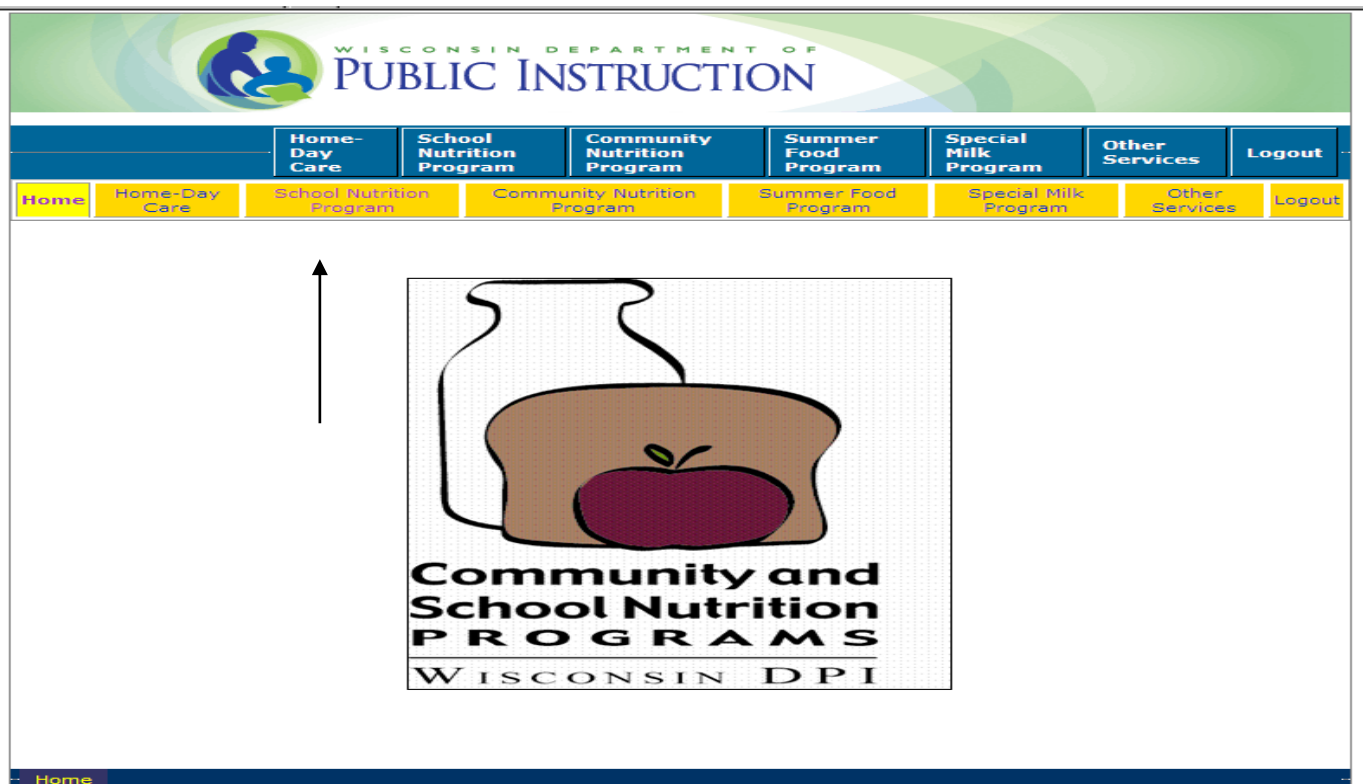 WISCONSIN DEPARTMENT OF
PUBLIC INSTRUCTION
Home-
Day
Care
School
Nutrition
Program
Community
Nutrition
Program
Summer
Food
Program
Special
Milk
Program
Other
Services
Logout
Home
Home-Day
Care
School Nutrition
Program
Community Nutrition
Program
Summer Food
Program
Special Milk
Program
Other
Services
Logout
Community and
School Nutrition
PROGRAMS
WISCONSIN DPI
Home